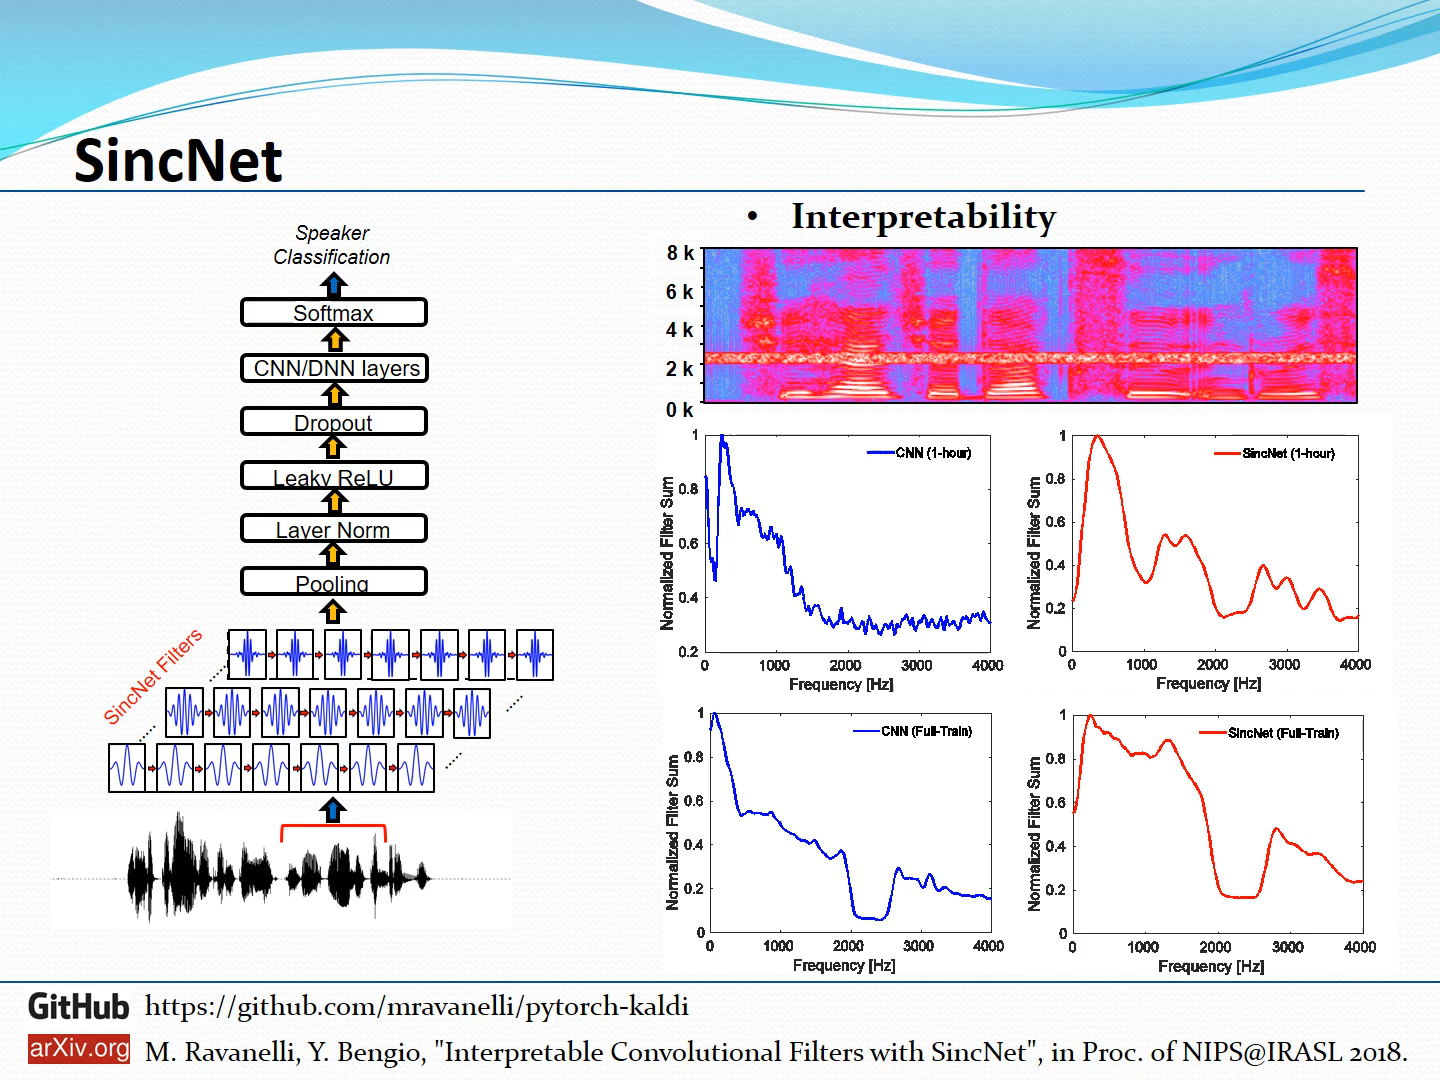 SincNet
Speaker
Classification
Softmax
CNN/DNN layers
Dropout
Leaky ReLU
Layer Norm
Pooling
SincNet Filters
• Interpretability
8 k
6 k
4 k
2 k
0 k
CNN (1-hour)
Normalized Filter Sum
1
0.8
0.6
0.4
0.2
0 1000 2000 3000 4000
Frequency [Hz]
SincNet (1-hour)
Normalized Filter Sum
1
0.8
0.6
0.4
0.2
0
0 1000 2000 3000 4000
Frequency [Hz]
CNN (Full-Train)
Normalized Filter Sum
1
0.8
0.6
0.4
0.2
0
0 1000 2000 3000 4000
Frequency [Hz]
SincNet (Full-Train)
Normalized Filter Sum
1
0.8
0.6
0.4
0.2
0
0 1000 2000 3000 4000
Frequency [Hz]
GitHub https://github.com/mravanelli/pytorch-kaldi
arXiv.org M. Ravanelli, Y. Bengio, "Interpretable Convolutional Filters with SincNet", in Proc. of NIPS@IRASL 2018.